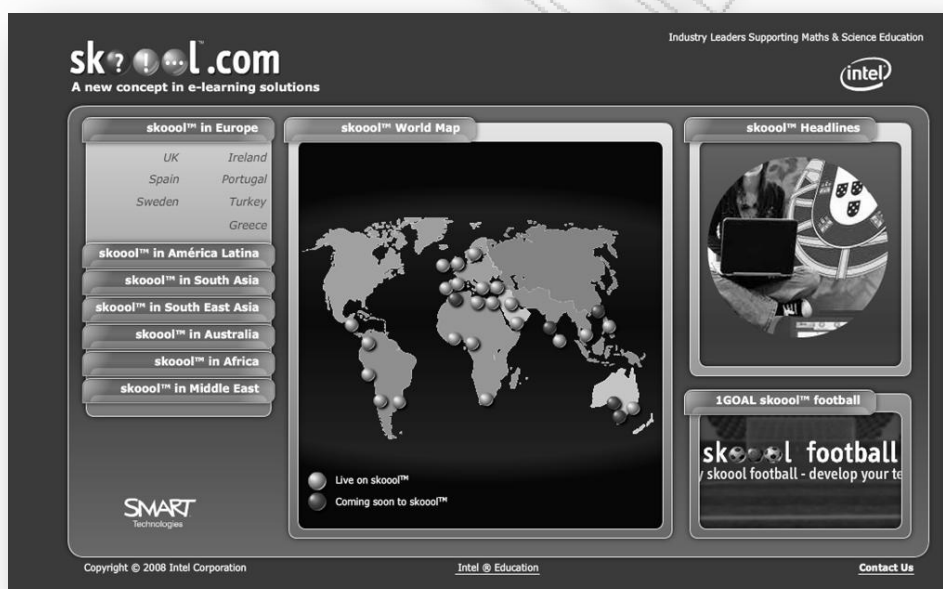 Industry Leaders Supporting Maths & Science Education
sk?!...l™.com
A new concept in e-learning solutions
intel
skoool™ in Europe
UK Ireland
Spain Portugal
Sweden Turkey
Greece
skoool™ in América Latina
skoool™ in South Asia
skoool™ in South East Asia
skoool™ in Australia
skoool™ in Africa
skoool™ in Middle East
SMART
Technologies
skoool™ World Map
Live on skoool™
Coming soon to skoool™
skoool™ Headlines
1GOAL skoool™ football
skoool football
y skoool football - develop your te
Copyright © 2008 Intel Corporation
Intel ® Education
Contact Us